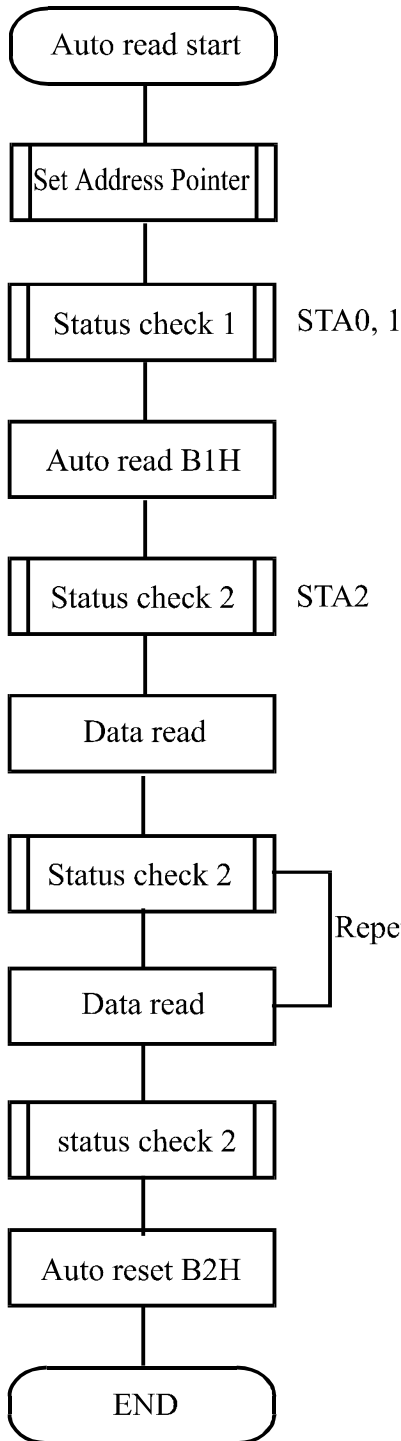 Auto read start
Set Address Pointer
Status check 1
STA0, 1
Auto read B1H
Status check 2
STA2
Data read
Status check 2
Repe
Data read
status check 2
Auto reset B2H
END